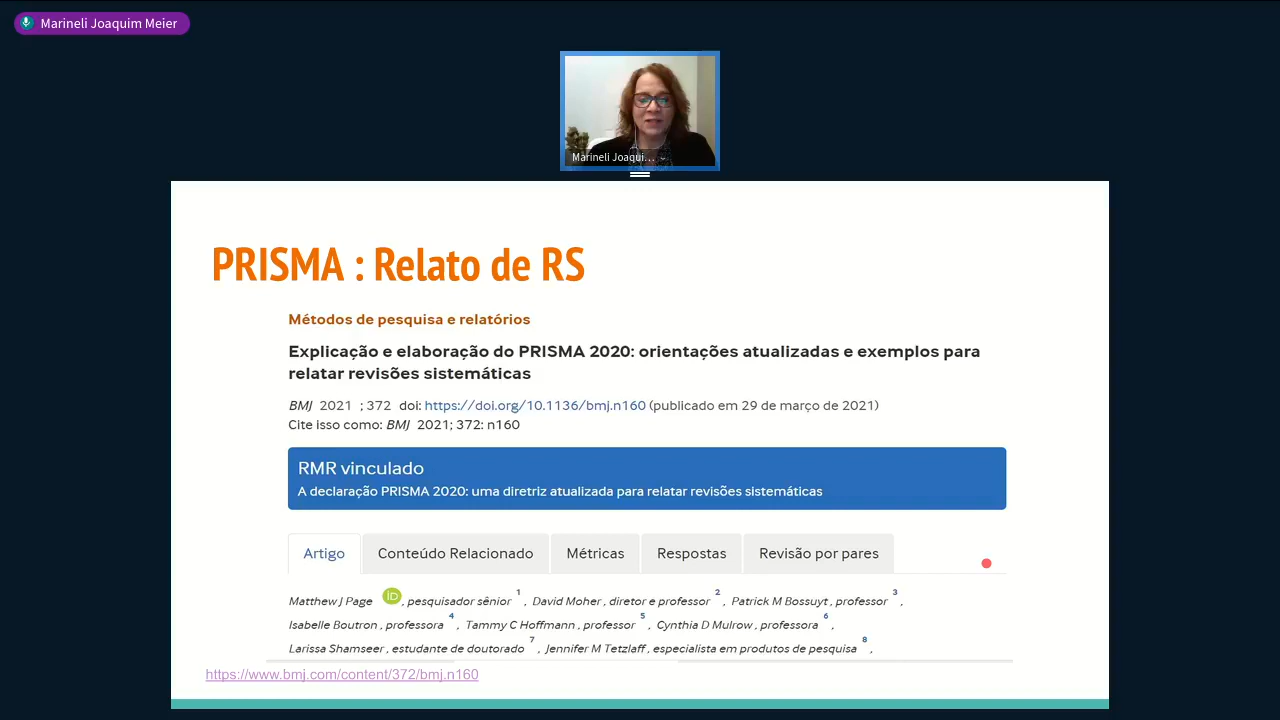 Marineli Joaquim Meier
Marineli Joaqui...
PRISMA : Relato de RS
Métodos de pesquisa e relatórios
Explicação e elaboração do PRISMA 2020: orientações atualizadas e exemplos para
relatar revisões sistemáticas
BMJ 2021 ; 372 doi: https://doi.org/10.1136/bmj.n160 (publicado em 29 de março de 2021)
Cite isso como: BMJ 2021; 372: n160
RMR vinculado
A declaração PRISMA 2020: uma diretriz atualizada para relatar revisões sistemáticas
Artigo Conteúdo Relacionado Métricas Respostas Revisão por pares
Matthew J Page iD , pesquisador sênior 1 , David Moher , diretor e professor 2 , Patrick M Bossuyt , professor 3 ,
Isabelle Boutron , professora 4 , Tammy C Hoffmann , professor 5 , Cynthia D Mulrow , professora 6 ,
Larissa Shamseer , estudante de doutorado 7 , Jennifer M Tetzlaff , especialista em produtos de pesquisa 8 ,
https://www.bmj.com/content/372/bmj.n160